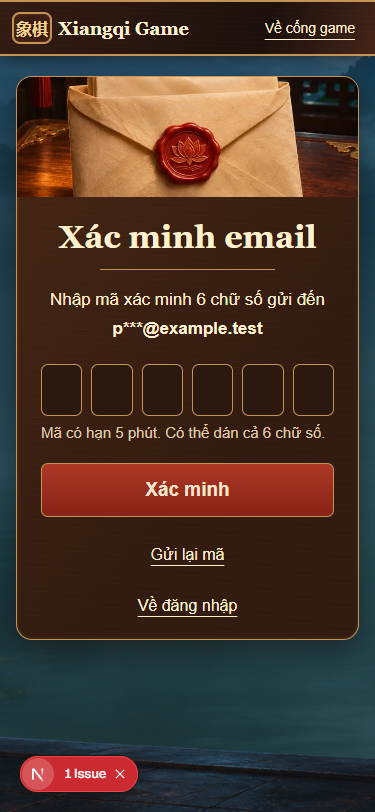 象棋 Xiangqi Game
Về cổng game
Xác minh email
Nhập mã xác minh 6 chữ số gửi đến
p***@example.test
Mã có hạn 5 phút. Có thể dán cả 6 chữ số.
Xác minh
Gửi lại mã
Về đăng nhập
N 1 Issue